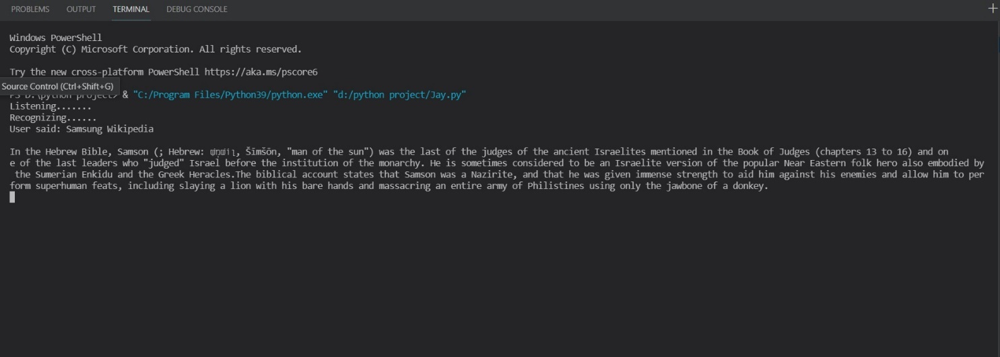 PROBLEMS OUTPUT TERMINAL DEBUG CONSOLE
Windows PowerShell
Copyright (C) Microsoft Corporation. All rights reserved.
Try the new cross-platform PowerShell https://aka.ms/pscore6
Source Control (Ctrl+Shift+G)
PS D:\python project> & "C:/Program Files/Python39/python.exe" "d:/python project/Jay.py"
Listening.......
Recognizing......
User said: Samsung Wikipedia
In the Hebrew Bible, Samson (; Hebrew: , Šīmšōn, "man of the sun") was the last of the judges of the ancient Israelites mentioned in the Book of Judges (chapters 13 to 16) and on
e of the last leaders who "judged" Israel before the institution of the monarchy. He is sometimes considered to be an Israelite version of the popular Near Eastern folk hero also embodied by
the Sumerian Enkidu and the Greek Heracles.The biblical account states that Samson was a Nazirite, and that he was given immense strength to aid him against his enemies and allow him to per
form superhuman feats, including slaying a lion with his bare hands and massacring an entire army of Philistines using only the jawbone of a donkey.